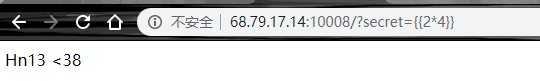 不安全 | 68.79.17.14:10008/?secret={{2*4}}
Hn13 <38